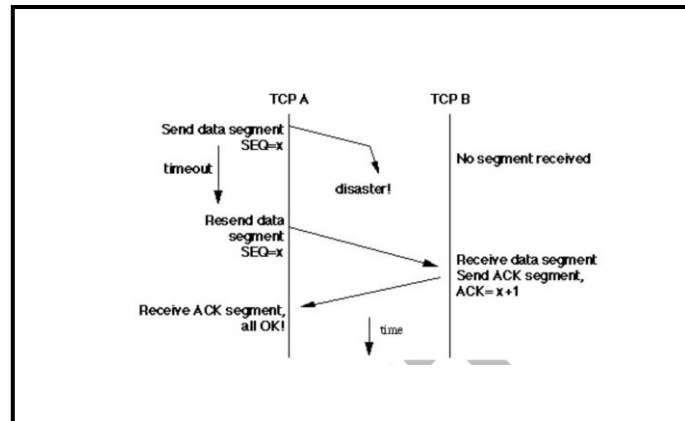 TCP A
TCP B
Send data segment
SEQ=x
No segment received
timeout
disaster!
Resend data
segment
SEQ=x
Receive data segment
Send ACK segment,
ACK= x+1
Receive ACK segment,
all OK!
time